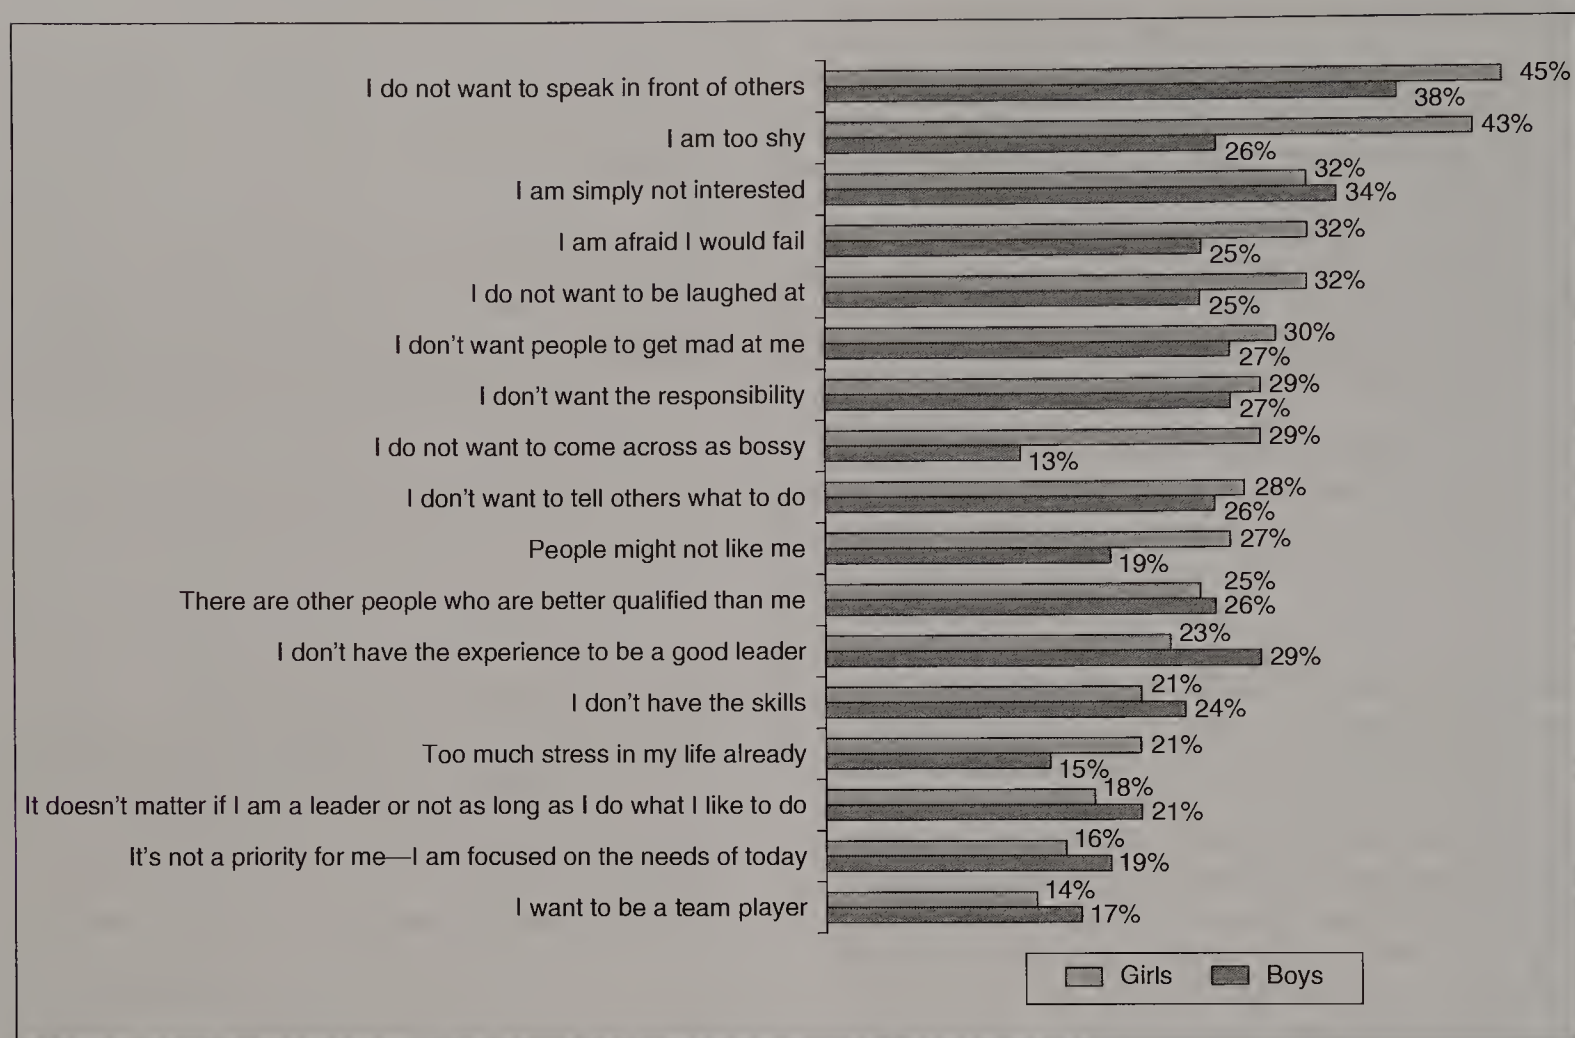 I do not want to speak in front of others 45%
38%
I am too shy 43%
26%
I am simply not interested 32%
34%
I am afraid I would fail 32%
25%
I do not want to be laughed at 32%
25%
I don't want people to get mad at me 30%
27%
I don't want the responsibility 29%
27%
I do not want to come across as bossy 29%
13%
I don't want to tell others what to do 28%
26%
People might not like me 27%
19%
There are other people who are better qualified than me 25%
26%
I don't have the experience to be a good leader 23%
29%
I don't have the skills 21%
24%
Too much stress in my life already 21%
15%
It doesn't matter if I am a leader or not as long as I do what I like to do 18%
21%
It's not a priority for me—I am focused on the needs of today 16%
19%
I want to be a team player 14%
17%
Girls Boys